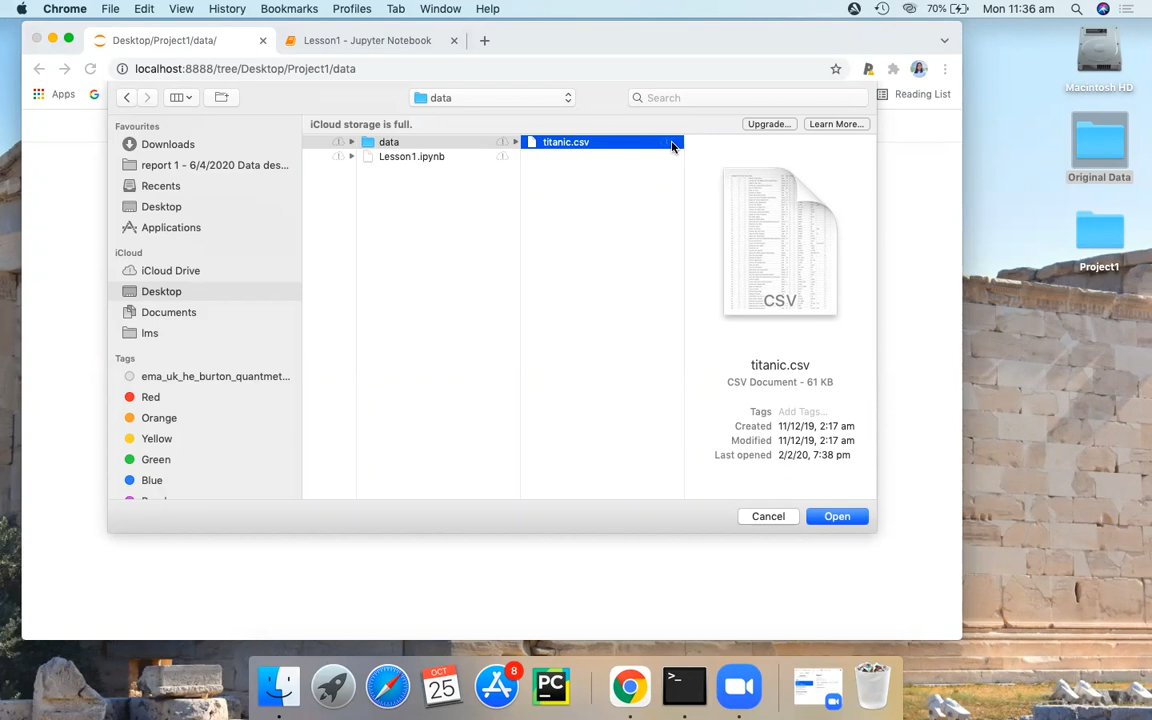 Chrome File Edit View History Bookmarks Profiles Tab Window Help 70% Mon 11:36 am
Desktop/Project1/data/ Lesson1 - Jupyter Notebook
localhost:8888/tree/Desktop/Project1/data
Apps G Reading List
data Search
Favourites
Downloads
report 1 - 6/4/2020 Data des...
Recents
Desktop
Applications
iCloud
iCloud Drive
Desktop
Documents
lms
Tags
ema_uk_he_burton_quantmet...
Red
Orange
Yellow
Green
Blue
iCloud storage is full. Upgrade... Learn More...
data
Lesson1.ipynb
titanic.csv
CSV
titanic.csv
CSV Document - 61 KB
Tags Add Tags...
Created 11/12/19, 2:17 am
Modified 11/12/19, 2:17 am
Last opened 2/2/20, 7:38 pm
Cancel Open
Macintosh HD
Original Data
Project1
OCT
25
8
PC
>_